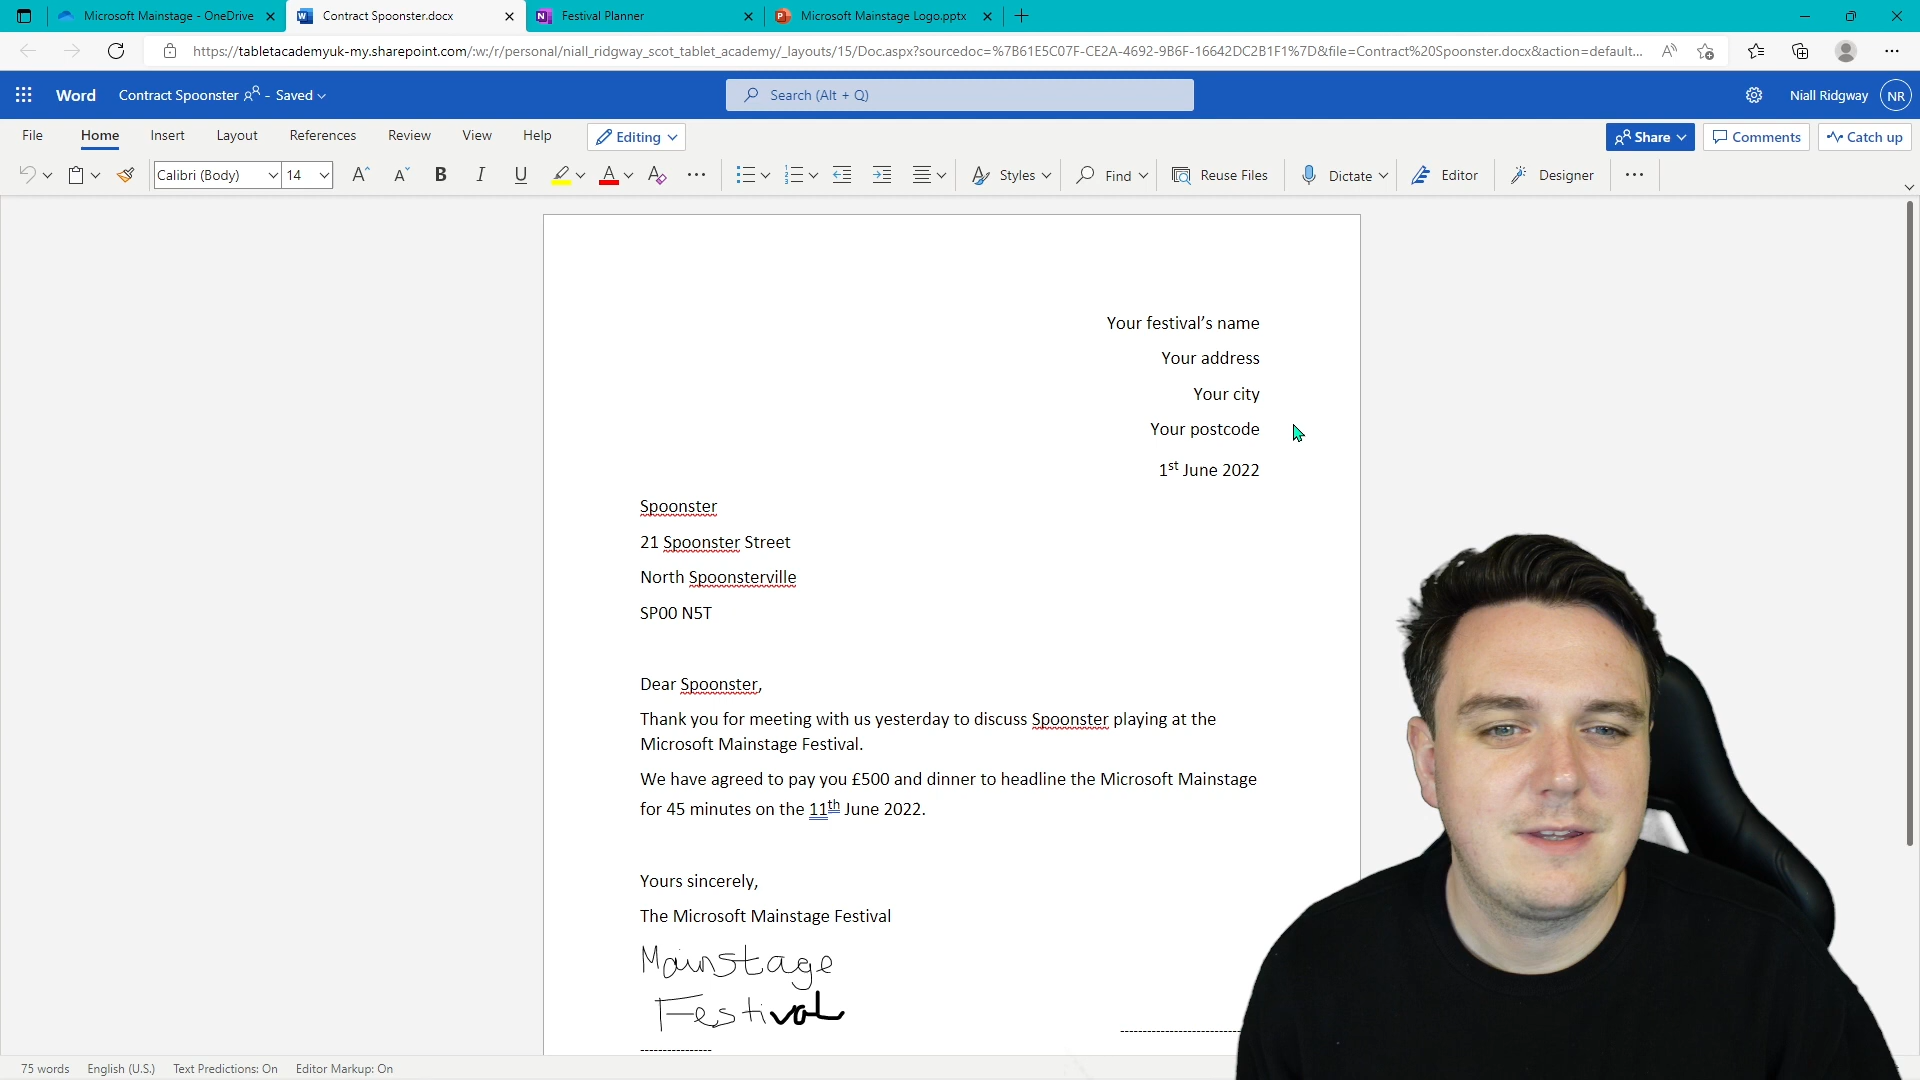 Microsoft Mainstage - OneDrive
Contract Spoonster.docx
Festival Planner
Microsoft Mainstage Logo.pptx
https://tabletacademyuk-my.sharepoint.com/:w:/r/personal/niall_ridgway_scot_tablet_academy/_layouts/15/Doc.aspx?sourcedoc=%7B61E5C07F-CE2A-4692-9B6F-16642DC2B1F1%7D&file=Contract%20Spoonster.docx&action=default...
Word Contract Spoonster - Saved
Search (Alt + Q)
Niall Ridgway NR
File Home Insert Layout References Review View Help Editing Share Comments Catch up
Calibri (Body) 14 Styles Find Reuse Files Dictate Editor Designer
Your festival’s name
Your address
Your city
Your postcode
1st June 2022
Spoonster
21 Spoonster Street
North Spoonsterville
SP00 N5T
Dear Spoonster,
Thank you for meeting with us yesterday to discuss Spoonster playing at the
Microsoft Mainstage Festival.
We have agreed to pay you £500 and dinner to headline the Microsoft Mainstage
for 45 minutes on the 11th June 2022.
Yours sincerely,
The Microsoft Mainstage Festival
Mainstage
Festival
75 words English (U.S.) Text Predictions: On Editor Markup: On